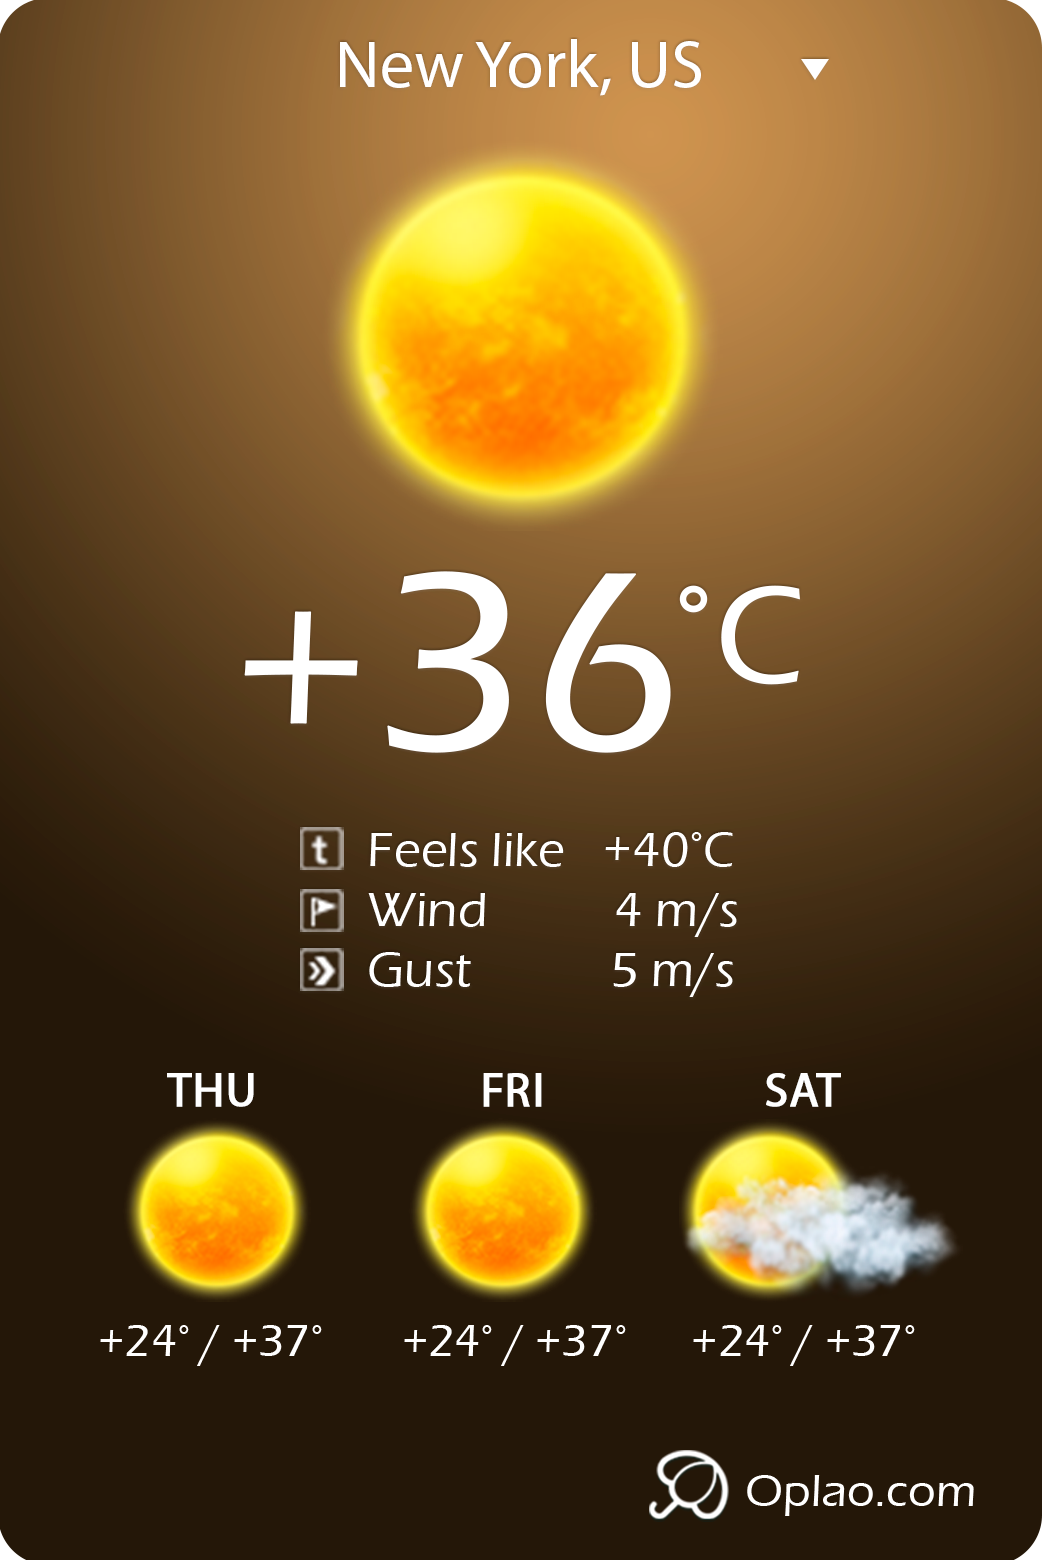 New York, US
+36°C
t Feels like +40°C
Wind 4 m/s
Gust 5 m/s
THU FRI SAT
+24° / +37° +24° / +37° +24° / +37°
Oplao.com